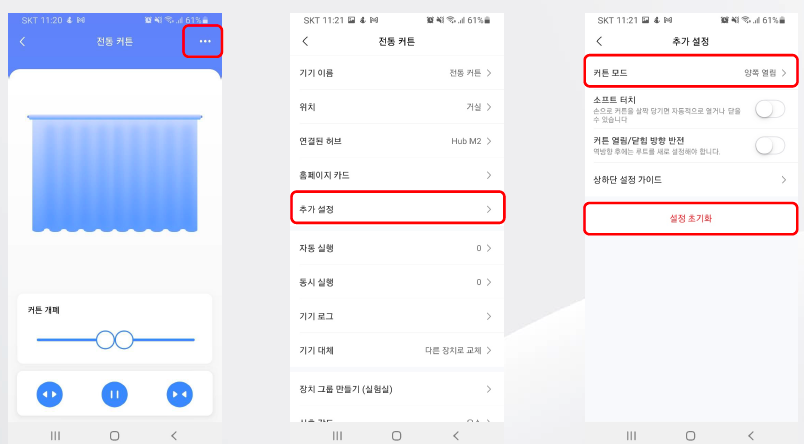 SKT 11:20
61%
전동 커튼
커튼 개폐
SKT 11:21
61%
전동 커튼
기기 이름
전동 커튼
위치
거실
연결된 허브
Hub M2
홈페이지 카드
추가 설정
자동 실행
0
동시 실행
0
기기 로그
기기 대체
다른 장치로 교체
장치 그룹 만들기 (실험실)
SKT 11:21
61%
추가 설정
커튼 모드
양쪽 열림
소프트 터치
손으로 커튼을 살짝 당기면 자동적으로 열거나 닫을
수 있습니다
커튼 열림/닫힘 방향 반전
역방향 후에는 루트를 새로 설정해야 합니다.
상하단 설정 가이드
설정 초기화